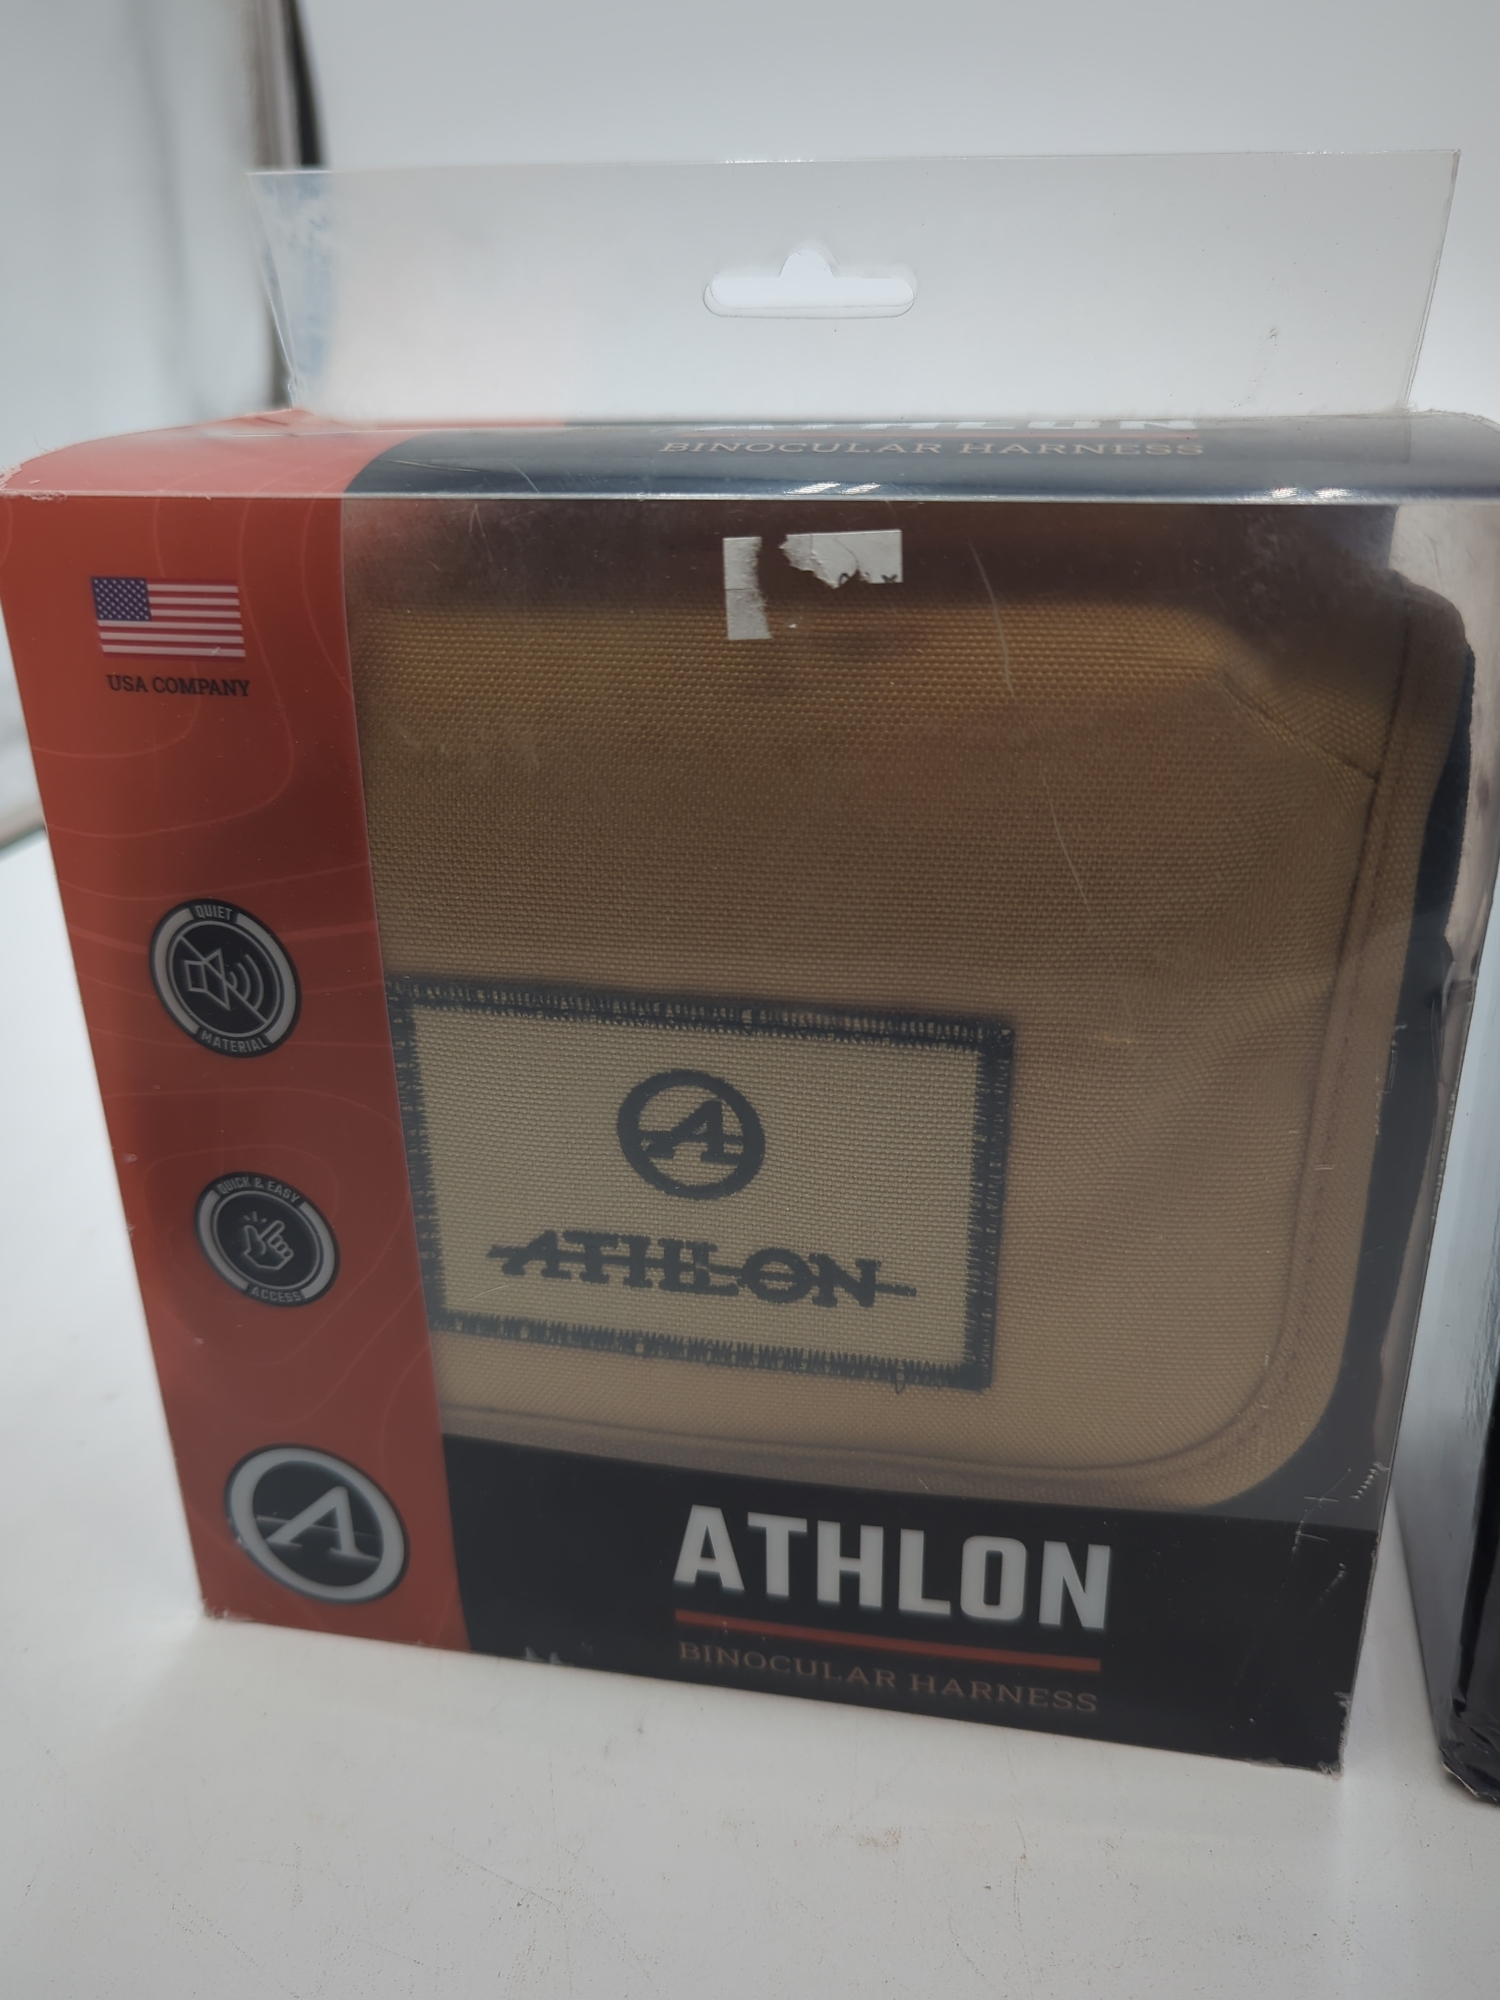 ATHLON
BINOCULAR HARNESS
USA COMPANY
QUIET
MATERIAL
QUICK & EASY
ACCESS
A
ATHLON
A
ATHLON
BINOCULAR HARNESS